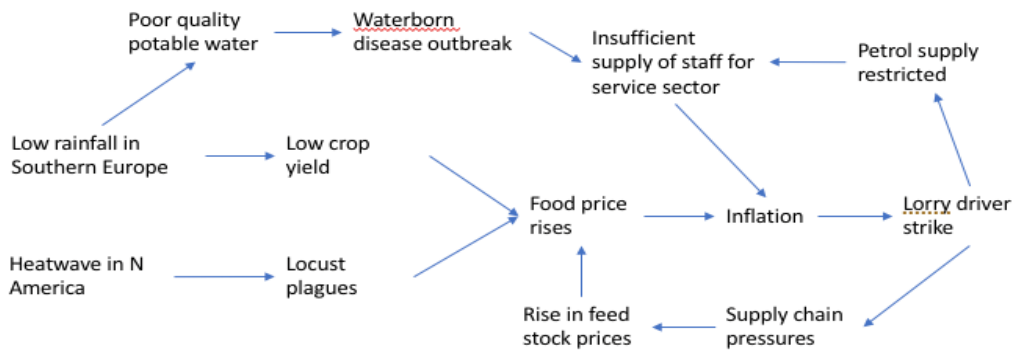 Poor quality
potable water
Waterborn
disease outbreak
Insufficient
supply of staff for
service sector
Petrol supply
restricted
Low rainfall in
Southern Europe
Low crop
yield
Food price
rises
Inflation
Lorry driver
strike
Heatwave in N
America
Locust
plagues
Rise in feed
stock prices
Supply chain
pressures